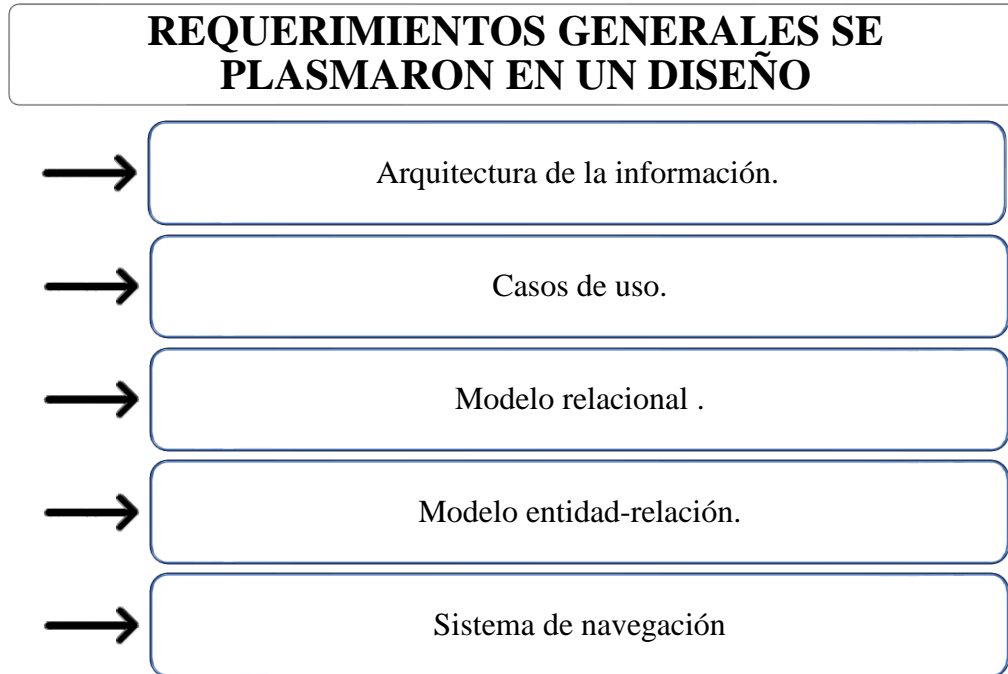 REQUERIMIENTOS GENERALES SE
PLASMARON EN UN DISEÑO
Arquitectura de la información.
Casos de uso.
Modelo relacional .
Modelo entidad-relación.
Sistema de navegación